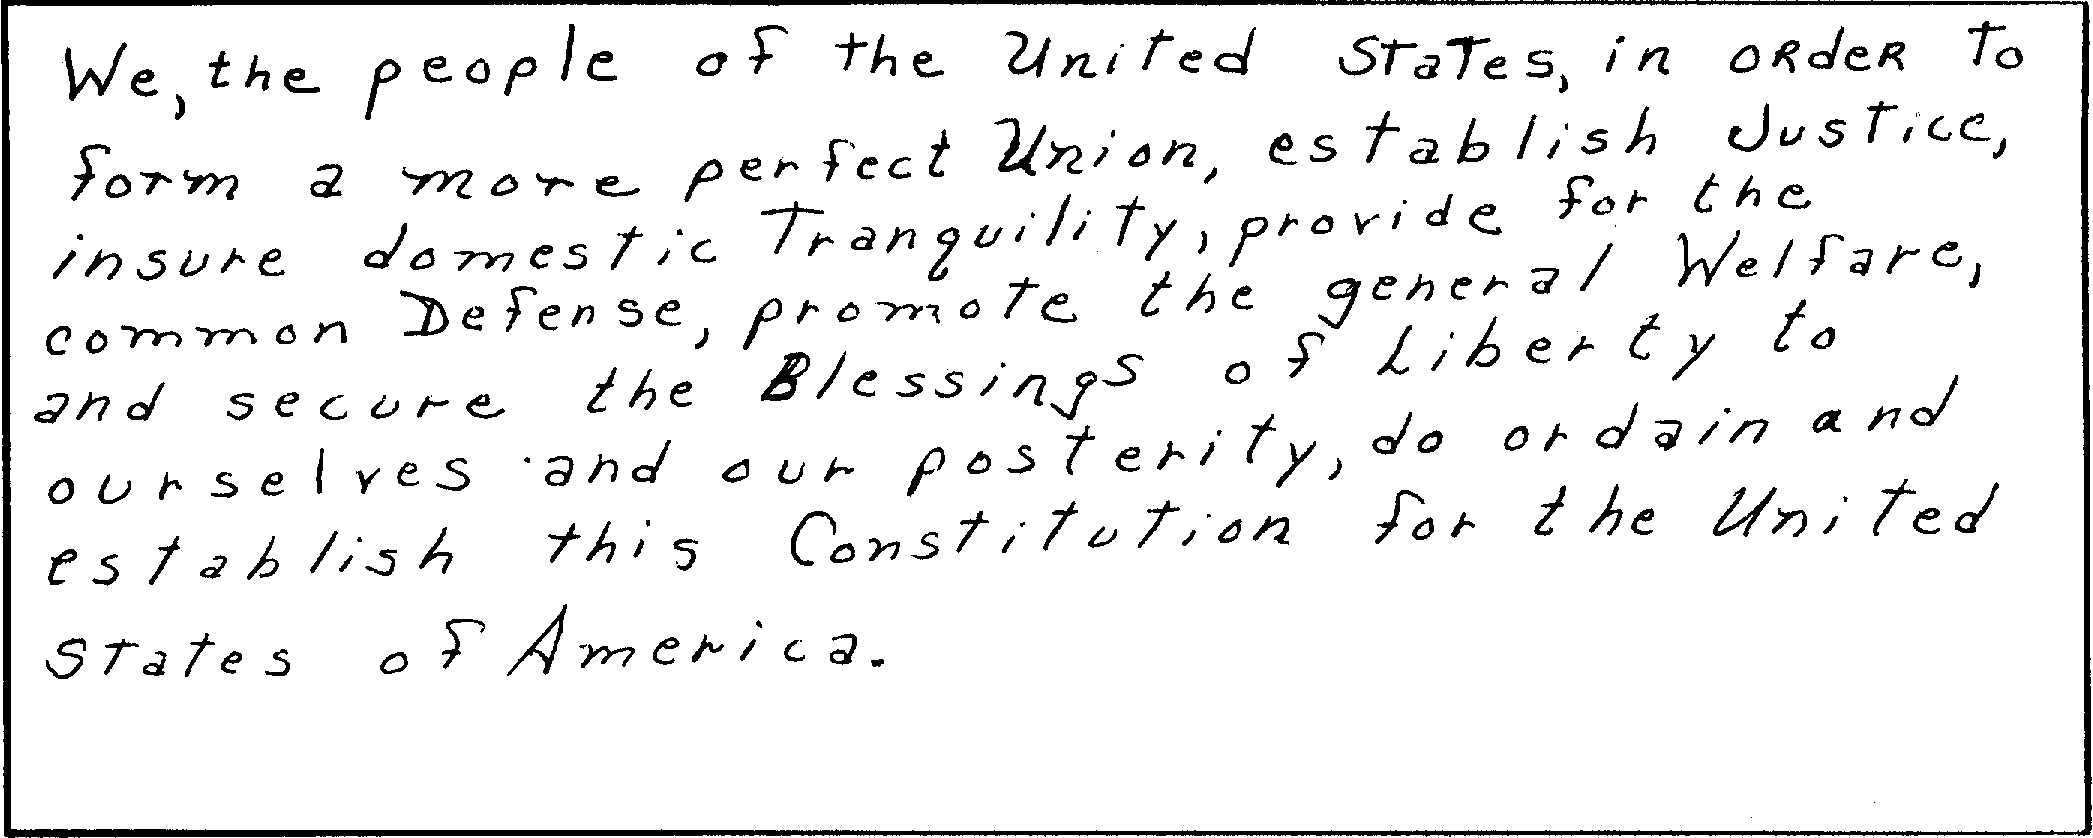 We, the people of the United States, in order to
form a more perfect Union, establish Justice,
insure domestic Tranquility, provide for the
common Defense, promote the general Welfare,
and secure the Blessings of Liberty to
ourselves and our posterity, do ordain and
establish this Constitution for the United
States of America.